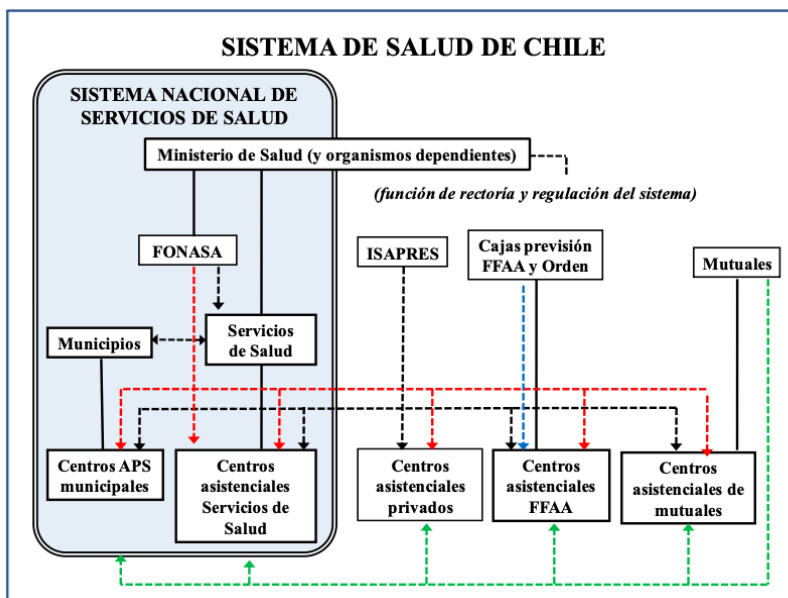 SISTEMA DE SALUD DE CHILE
SISTEMA NACIONAL DE
SERVICIOS DE SALUD
Ministerio de Salud (y organismos dependientes)
(función de rectoría y regulación del sistema)
FONASA
ISAPRES
Cajas previsión
FFAA y Orden
Mutuales
Municipios
Servicios
de Salud
Centros APS
municipales
Centros
asistenciales
Servicios de
Salud
Centros
asistenciales
privados
Centros
asistenciales
FFAA
Centros
asistenciales de
mutuales